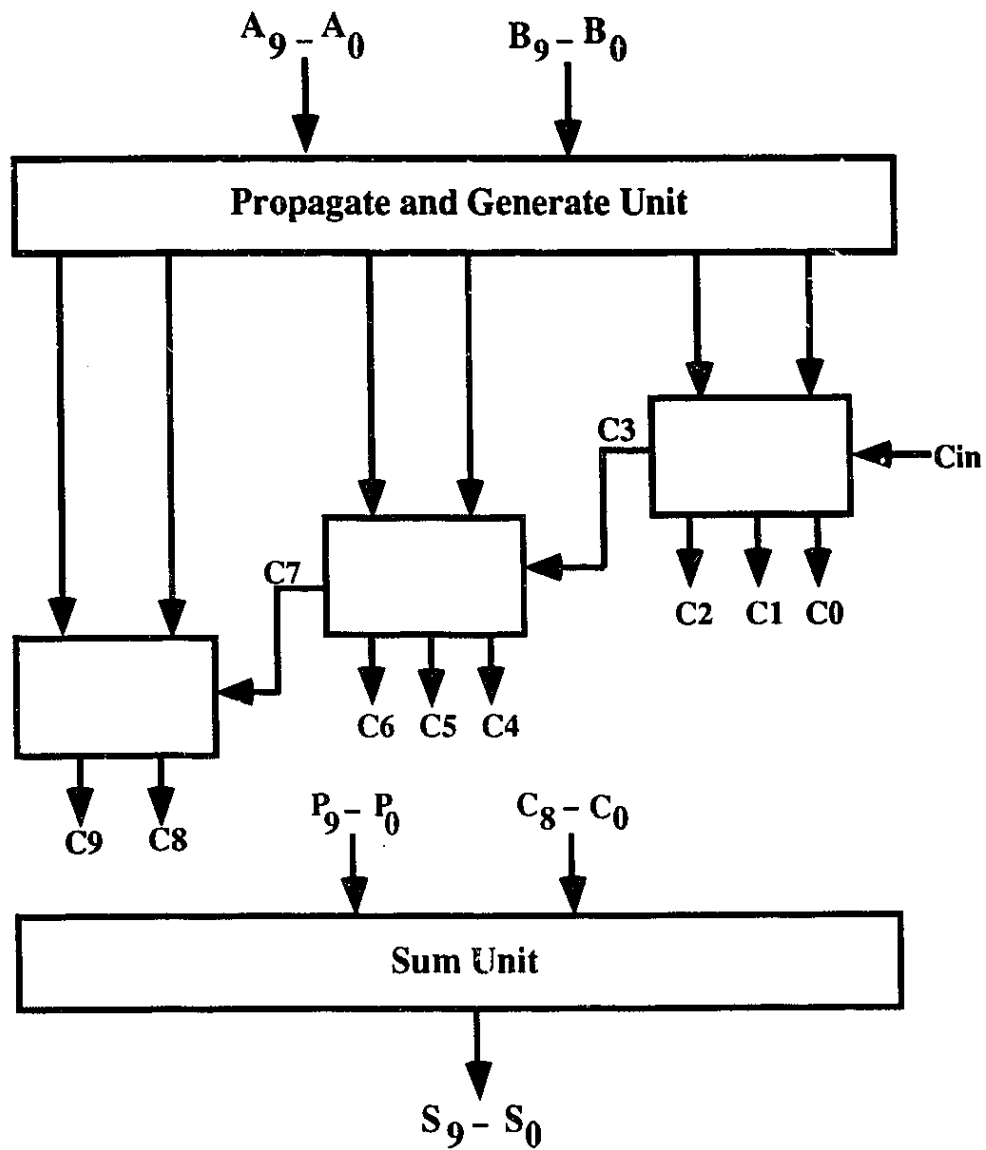 A9 – A0
B9 – B0
Propagate and Generate Unit
C3
Cin
C2 C1 C0
C7
C6 C5 C4
C9 C8
P9 – P0
C8 – C0
Sum Unit
S9 – S0